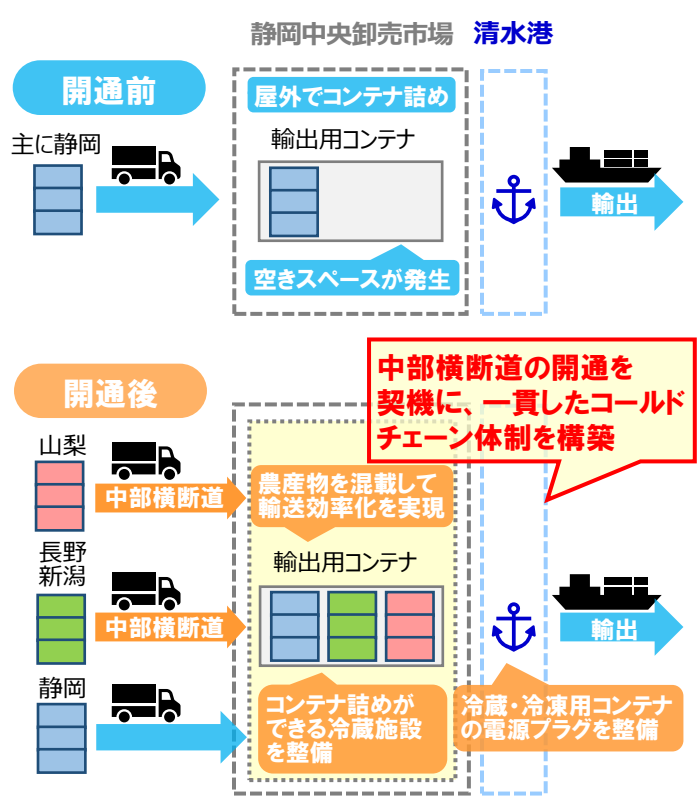 静岡中央卸売市場
清水港
開通前
屋外でコンテナ詰め
主に静岡
輸出用コンテナ
輸出
空きスペースが発生
開通後
中部横断道の開通を
契機に、一貫したコールド
チェーン体制を構築
山梨
中部横断道
農産物を混載して
輸送効率化を実現
長野
新潟
中部横断道
輸出用コンテナ
輸出
静岡
コンテナ詰めが
できる冷蔵施設
を整備
冷蔵・冷凍用コンテナ
の電源プラグを整備